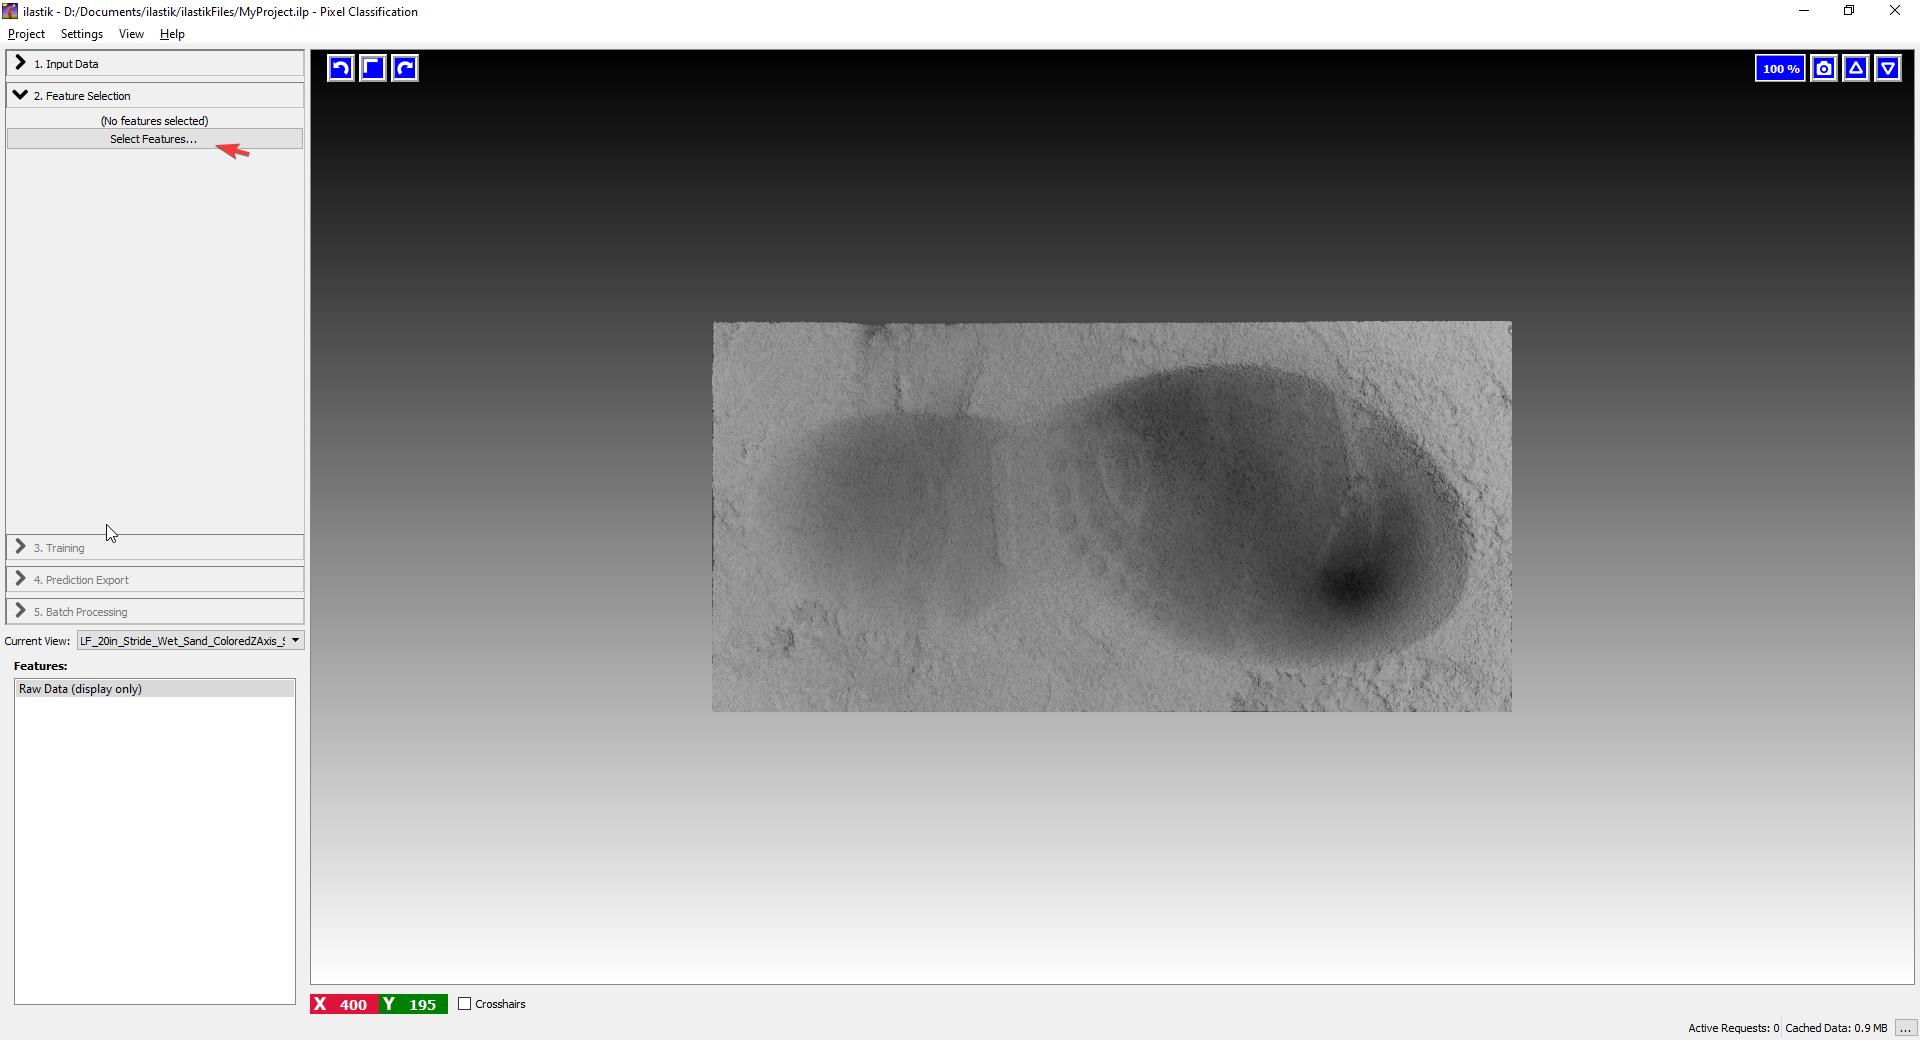 ilastik - D:/Documents/ilastik/ilastikFiles/MyProject.ilp - Pixel Classification
Project Settings View Help
1. Input Data
100 %
2. Feature Selection
(No features selected)
Select Features...
3. Training
4. Prediction Export
5. Batch Processing
Current View: LF_20in_Stride_Wet_Sand_ColoredZAxis_
Features:
Raw Data (display only)
X 400 Y 195 Crosshairs
Active Requests: 0 Cached Data: 0.9 MB ...